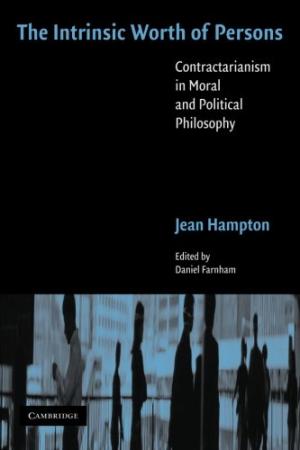 The Intrinsic Worth of Persons
Contractarianism
in Moral
and Political
Philosophy
Jean Hampton
Edited by
Daniel Farnham
CAMBRIDGE